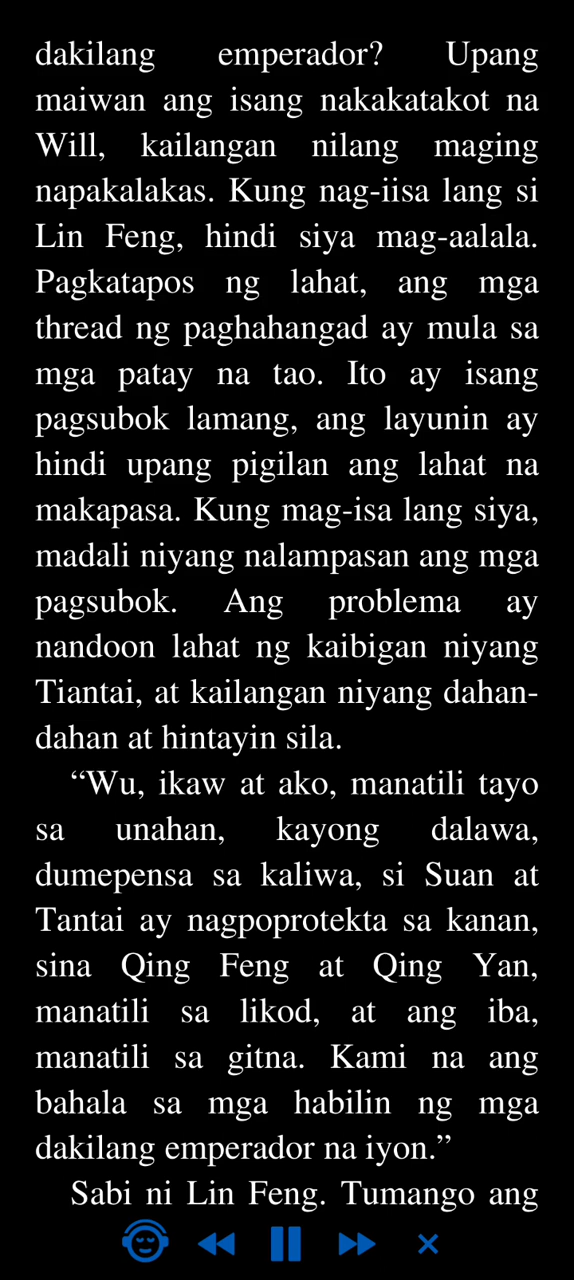 dakilang emperador? Upang
maiwan ang isang nakakatakot na
Will, kailangan nilang maging
napakalakas. Kung nag-iisa lang si
Lin Feng, hindi siya mag-aalala.
Pagkatapos ng lahat, ang mga
thread ng paghahangad ay mula sa
mga patay na tao. Ito ay isang
pagsubok lamang, ang layunin ay
hindi upang pigilan ang lahat na
makapasa. Kung mag-isa lang siya,
madali niyang nalampasan ang mga
pagsubok. Ang problema ay
nandoon lahat ng kaibigan niyang
Tiantai, at kailangan niyang dahan-
dahan at hintayin sila.
“Wu, ikaw at ako, manatili tayo
sa unahan, kayong dalawa,
dumepensa sa kaliwa, si Suan at
Tantai ay nagpoprotekta sa kanan,
sina Qing Feng at Qing Yan,
manatili sa likod, at ang iba,
manatili sa gitna. Kami na ang
bahala sa mga habilin ng mga
dakilang emperador na iyon.”
Sabi ni Lin Feng. Tumango ang